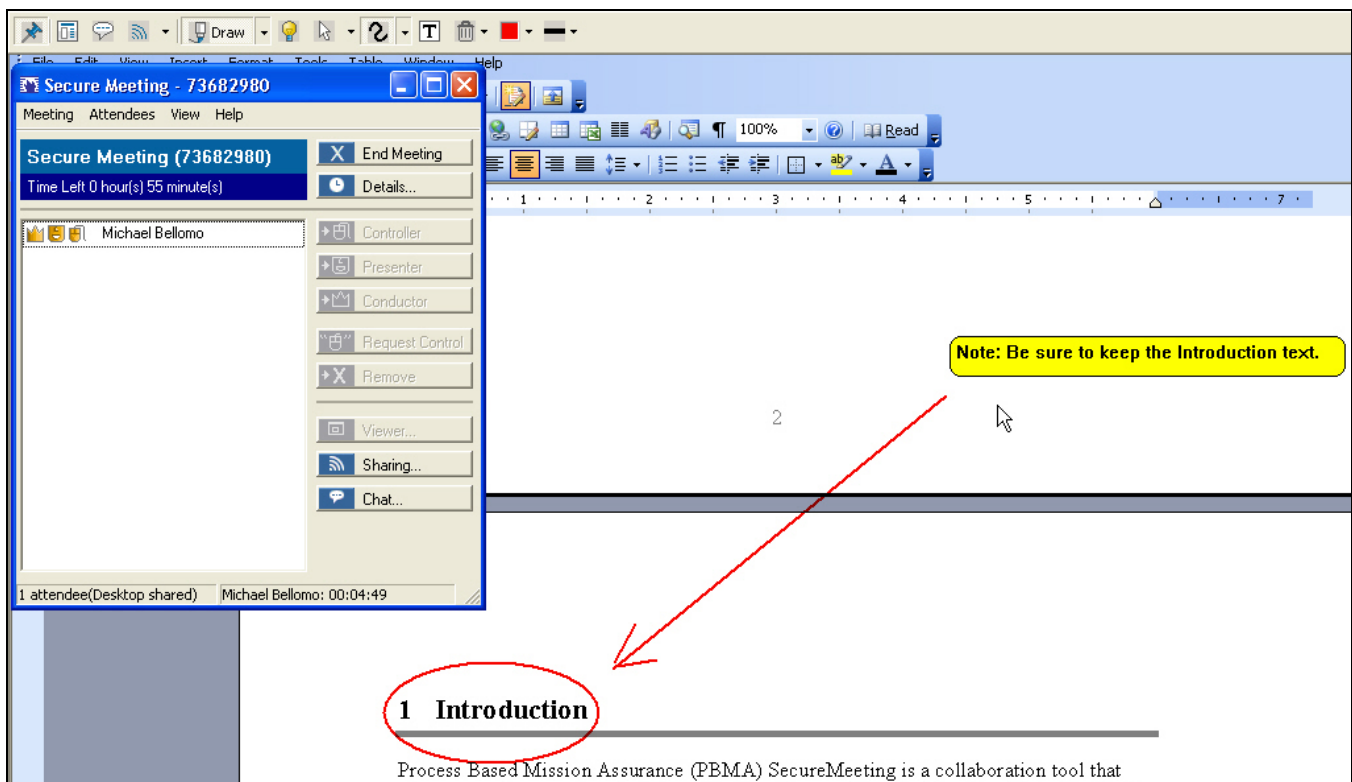 Draw T
File Edit View Insert Format Tools Table Window Help
Secure Meeting - 73682980
Meeting Attendees View Help
Secure Meeting (73682980)
Time Left 0 hour(s) 55 minute(s)
X End Meeting
Details...
Michael Bellomo
Controller
Presenter
Conductor
"" Request Control
X Remove
Viewer...
Sharing...
Chat...
1 attendee(Desktop shared) Michael Bellomo: 00:04:49
¶ 100% Read
ab A
1 2 3 4 5 7
Note: Be sure to keep the Introduction text.
2
1 Introduction
Process Based Mission Assurance (PBMA) SecureMeeting is a collaboration tool that